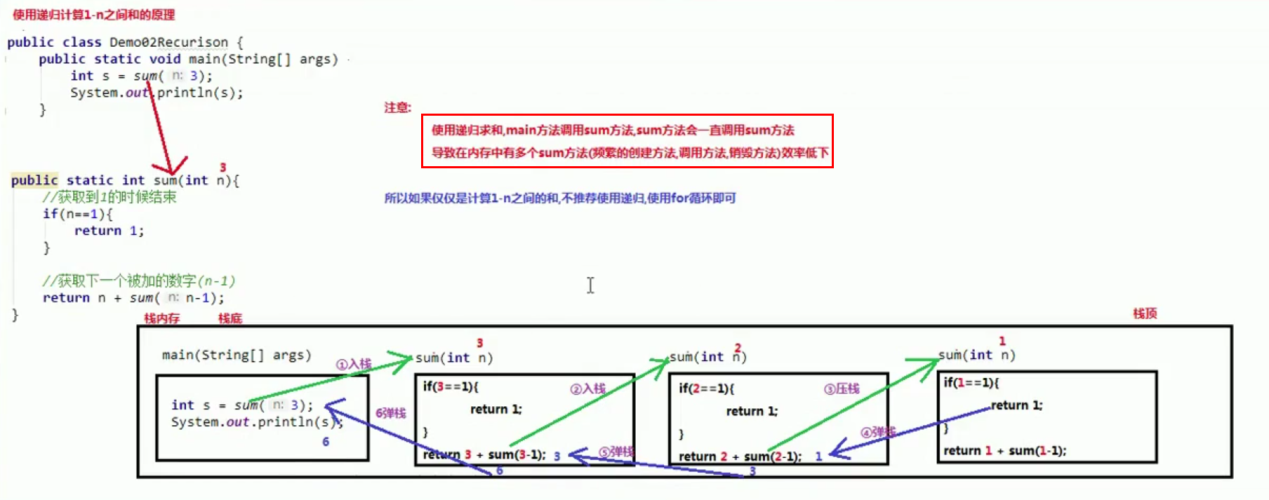 使用递归计算1-n之间和的原理
public class Demo02Recurison {
public static void main(String[] args)
int s = sum( n: 3);
System.out.println(s);
}
注意:
使用递归求和,main方法调用sum方法,sum方法会一直调用sum方法
导致在内存中有多个sum方法(频繁的创建方法,调用方法,销毁方法)效率低下
所以如果仅仅是计算1-n之间的和,不推荐使用递归,使用for循环即可
3
public static int sum(int n){
//获取到1的时候结束
if(n==1){
return 1;
}
//获取下一个被加的数字(n-1)
return n + sum( n: n-1);
}
栈内存 栈底 栈顶
main(String[] args)
①入栈
int s = sum( n: 3);
System.out.println(s);
6
6弹栈
3
sum(int n)
if(3==1){
return 1;
}
return 3 + sum(3-1); 3
6
②入栈
⑤弹栈
2
sum(int n)
if(2==1){
return 1;
}
return 2 + sum(2-1); 1
3
③压栈
④弹栈
1
sum(int n)
if(1==1){
return 1;
}
return 1 + sum(1-1);